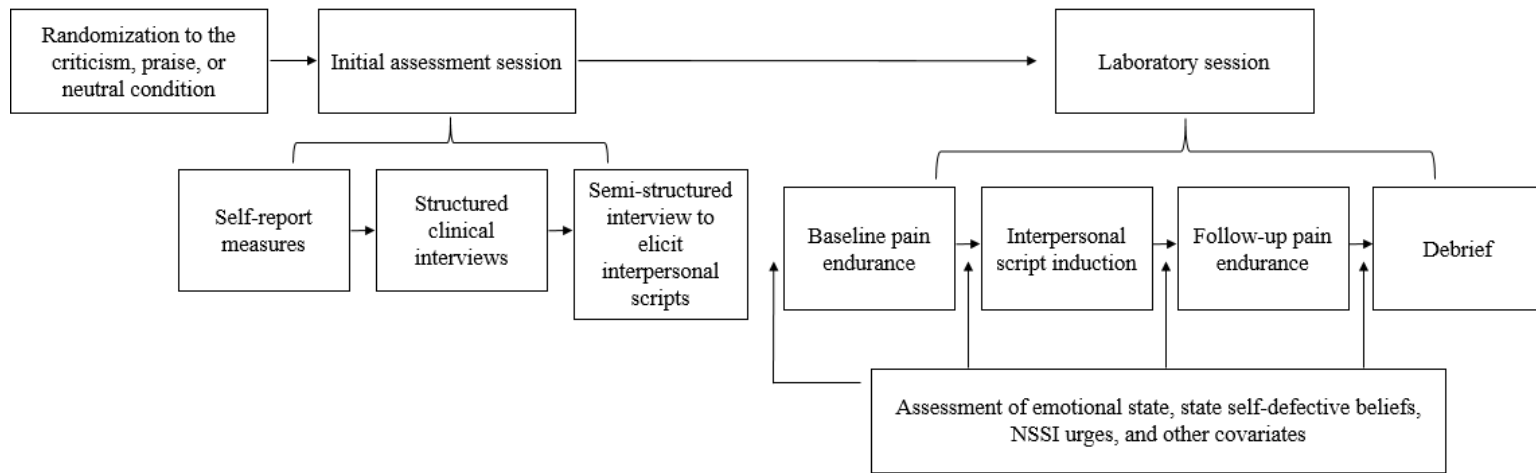 Randomization to the
criticism, praise, or
neutral condition
Initial assessment session
Laboratory session
Self-report
measures
Structured
clinical
interviews
Semi-structured
interview to
elicit
interpersonal
scripts
Baseline pain
endurance
Interpersonal
script induction
Follow-up pain
endurance
Debrief
Assessment of emotional state, state self-defective beliefs,
NSSI urges, and other covariates